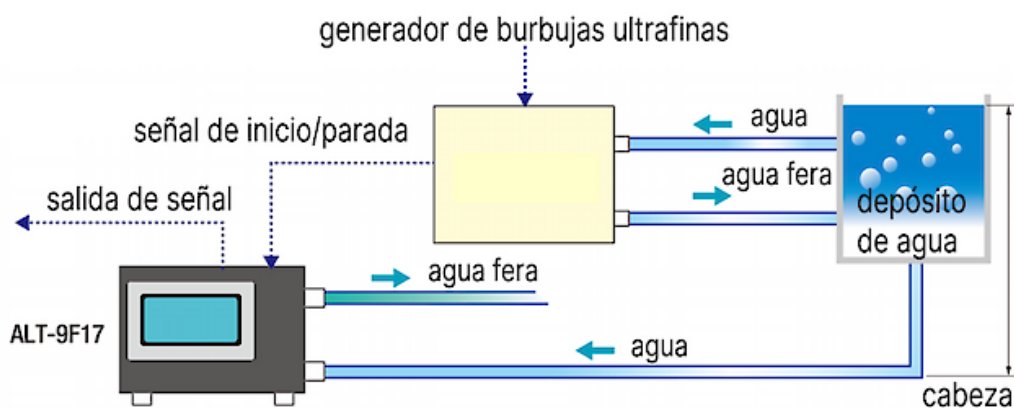 generador de burbujas ultrafinas
señal de inicio/parada
agua
agua fera
salida de señal
depósito
de agua
agua fera
ALT-9F17
agua
cabeza